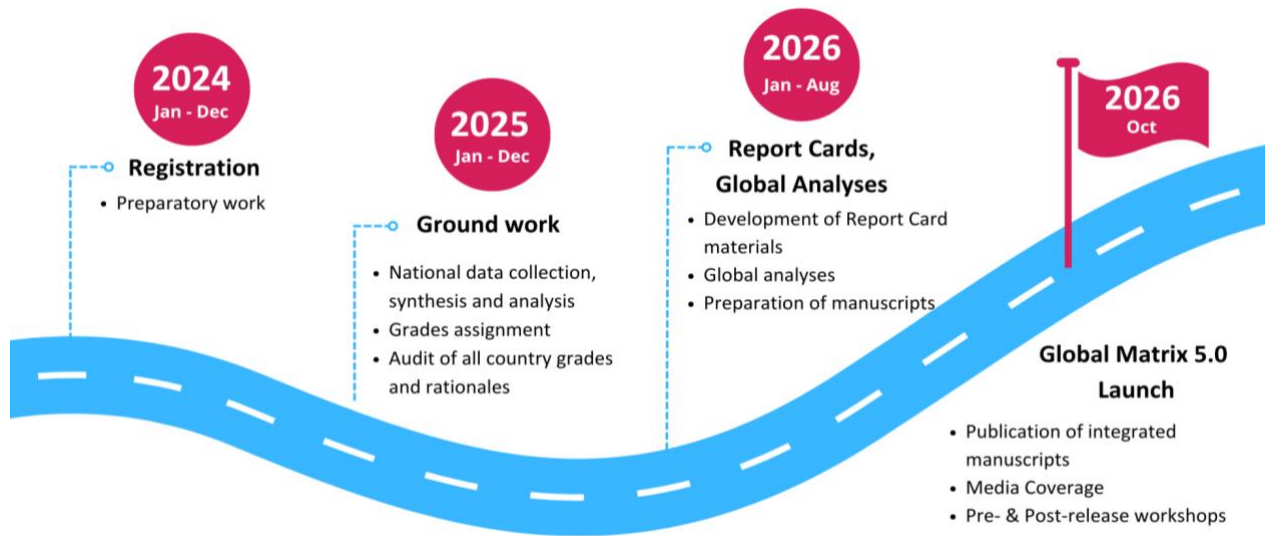 2024
Jan - Dec
Registration
• Preparatory work
2025
Jan - Dec
Ground work
• National data collection,
synthesis and analysis
• Grades assignment
• Audit of all country grades
and rationales
2026
Jan - Aug
Report Cards,
Global Analyses
• Development of Report Card
materials
• Global analyses
• Preparation of manuscripts
2026
Oct
Global Matrix 5.0
Launch
• Publication of integrated
manuscripts
• Media Coverage
• Pre- & Post-release workshops